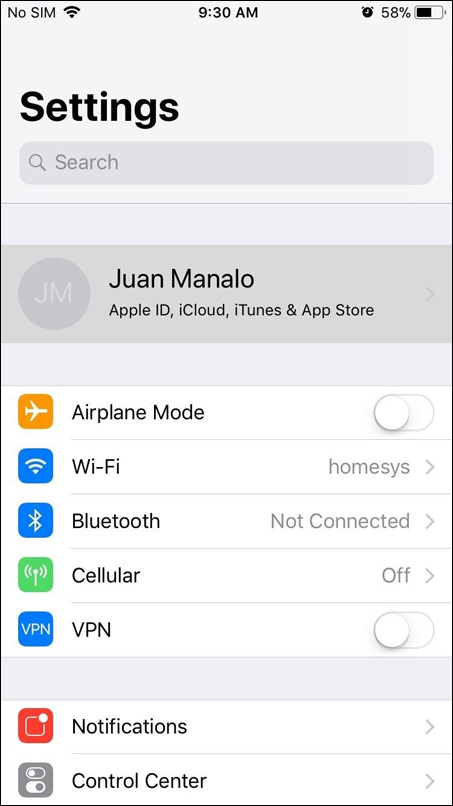 No SIM 9:30 AM 58%
Settings
Search
JM
Juan Manalo
Apple ID, iCloud, iTunes & App Store
Airplane Mode
Wi-Fi homesys
Bluetooth Not Connected
Cellular Off
VPN VPN
Notifications
Control Center